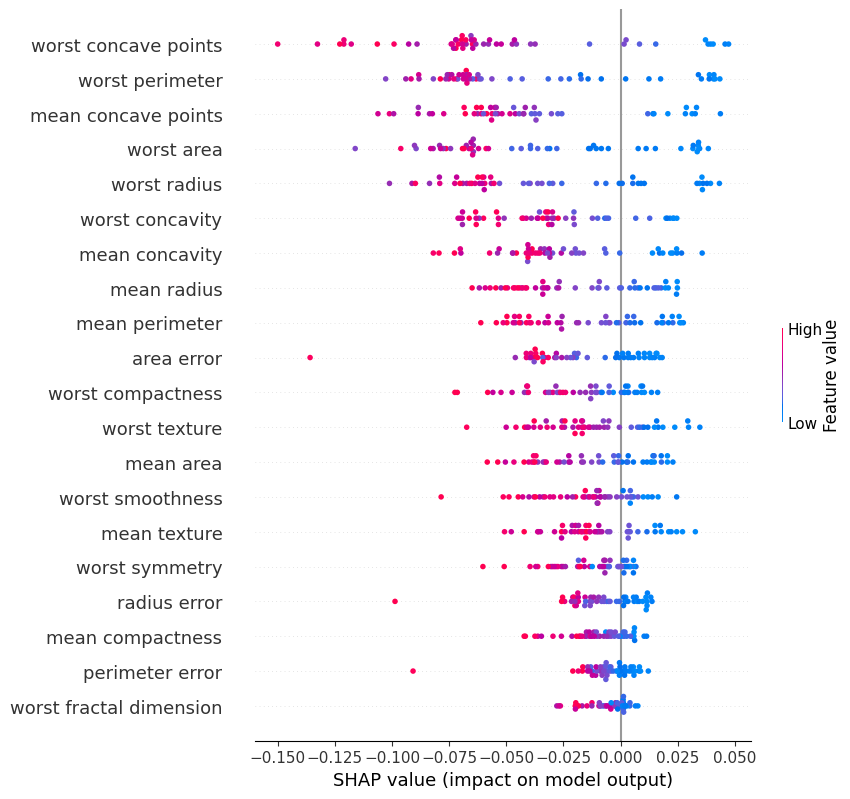 worst concave points
worst perimeter
mean concave points
worst area
worst radius
worst concavity
mean concavity
mean radius
mean perimeter
area error
worst compactness
worst texture
mean area
worst smoothness
mean texture
worst symmetry
radius error
mean compactness
perimeter error
worst fractal dimension
−0.150 −0.125 −0.100 −0.075 −0.050 −0.025 0.000 0.025 0.050
SHAP value (impact on model output)
High
Low
Feature value